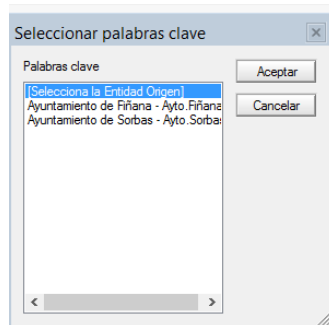 Seleccionar palabras clave
Palabras clave
Aceptar
[Selecciona la Entidad Origen]
Ayuntamiento de Fiñana - Ayto.Fiñana
Cancelar
Ayuntamiento de Sorbas - Ayto.Sorbas